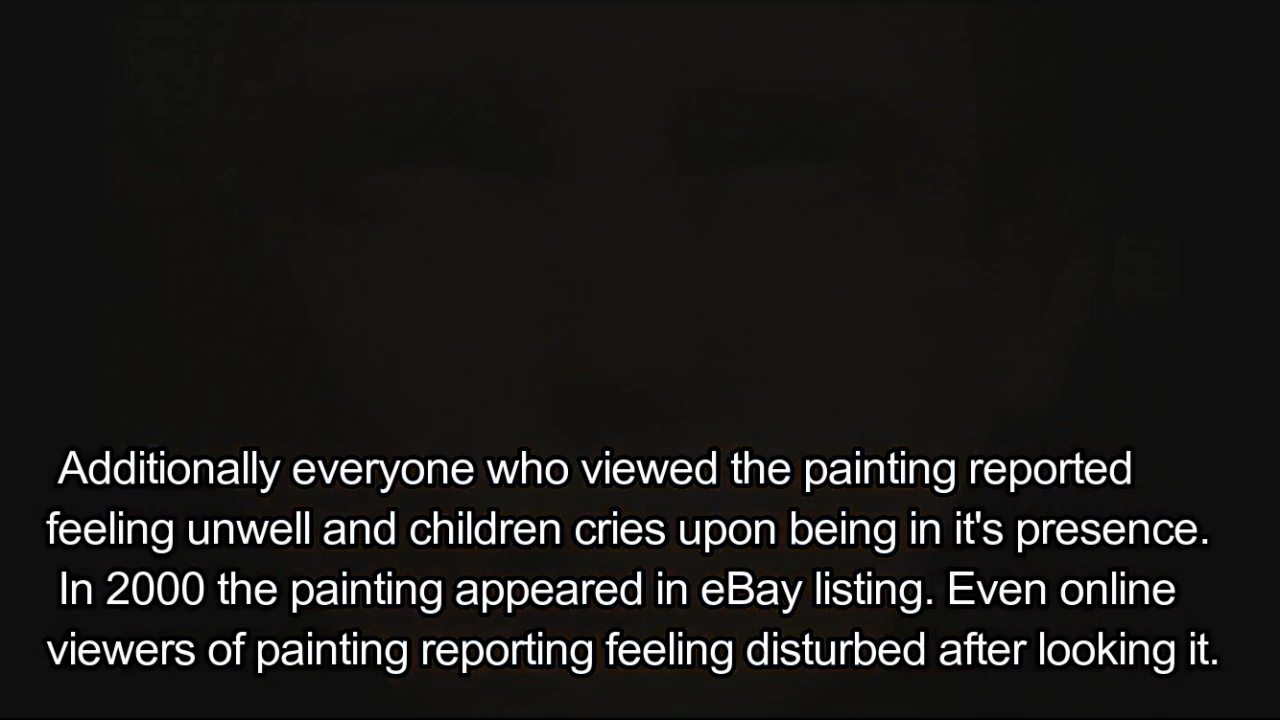 Additionally everyone who viewed the painting reported
feeling unwell and children cries upon being in it's presence.
In 2000 the painting appeared in eBay listing. Even online
viewers of painting reporting feeling disturbed after looking it.